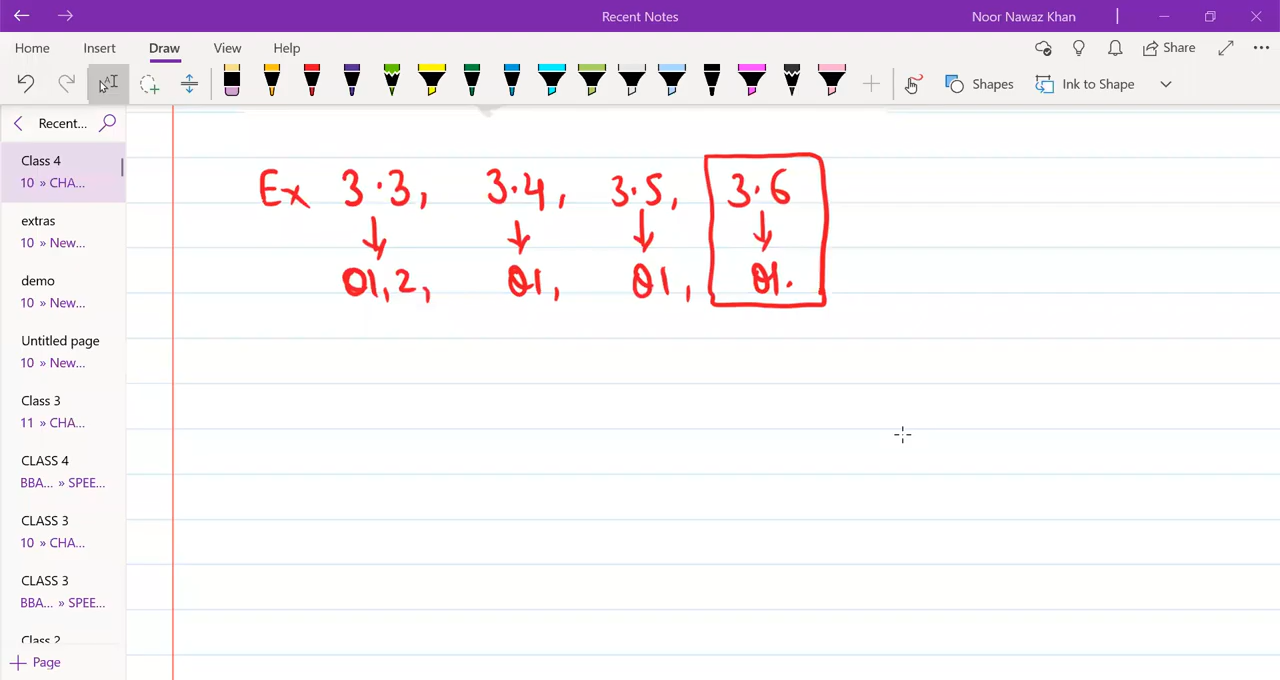 Recent Notes
Noor Nawaz Khan
Home Insert Draw View Help
Share
Shapes
Ink to Shape
Recent...
Class 4
10 » CHA...
extras
10 » New...
demo
10 » New...
Untitled page
10 » New...
Class 3
11 » CHA...
CLASS 4
BBA... » SPEE...
CLASS 3
10 » CHA...
CLASS 3
BBA... » SPEE...
Class 2
Page
Ex 3.3, 3.4, 3.5, 3.6
↓ ↓ ↓ ↓
Q1,2, Q1, Q1, Q1.